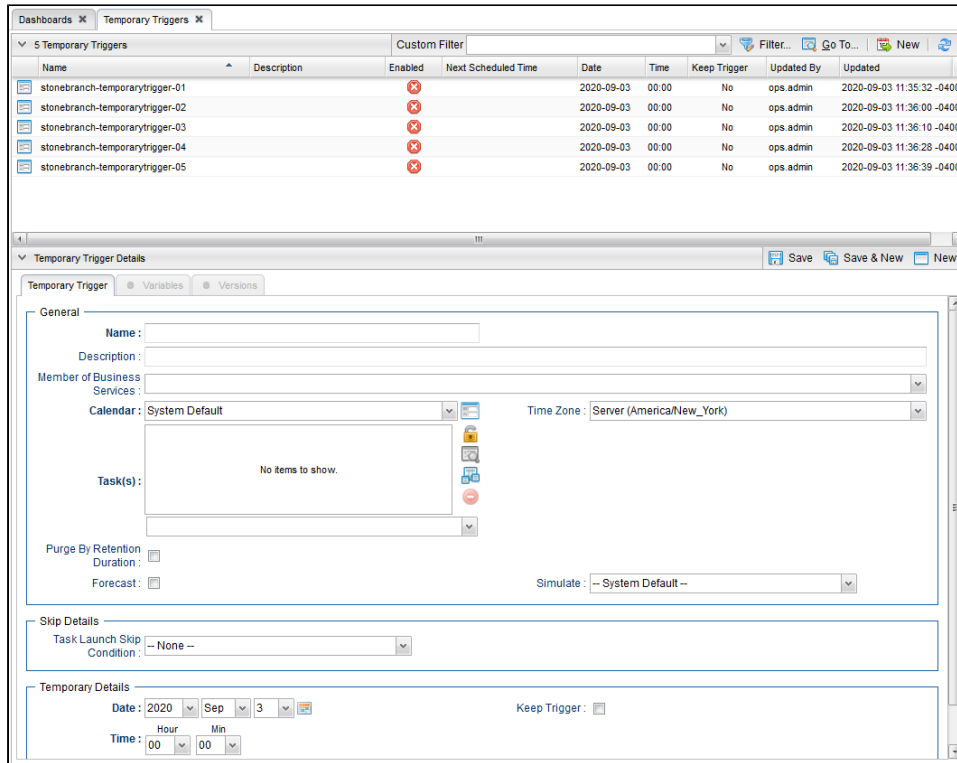 Dashboards Temporary Triggers
5 Temporary Triggers Custom Filter Filter... Go To... New
Name Description Enabled Next Scheduled Time Date Time Keep Trigger Updated By Updated
stonebranch-temporarytrigger-01 2020-09-03 00:00 No ops.admin 2020-09-03 11:35:32 -0400
stonebranch-temporarytrigger-02 2020-09-03 00:00 No ops.admin 2020-09-03 11:36:00 -0400
stonebranch-temporarytrigger-03 2020-09-03 00:00 No ops.admin 2020-09-03 11:36:10 -0400
stonebranch-temporarytrigger-04 2020-09-03 00:00 No ops.admin 2020-09-03 11:36:28 -0400
stonebranch-temporarytrigger-05 2020-09-03 00:00 No ops.admin 2020-09-03 11:36:39 -0400
Temporary Trigger Details Save Save & New New
Temporary Trigger Variables Versions
General
Name :
Description :
Member of Business
Services :
Calendar : System Default Time Zone : Server (America/New_York)
No items to show.
Task(s) :
Purge By Retention
Duration :
Forecast : Simulate : -- System Default --
Skip Details
Task Launch Skip
Condition : -- None --
Temporary Details
Date : 2020 Sep 3 Keep Trigger :
Hour Min
Time : 00 00